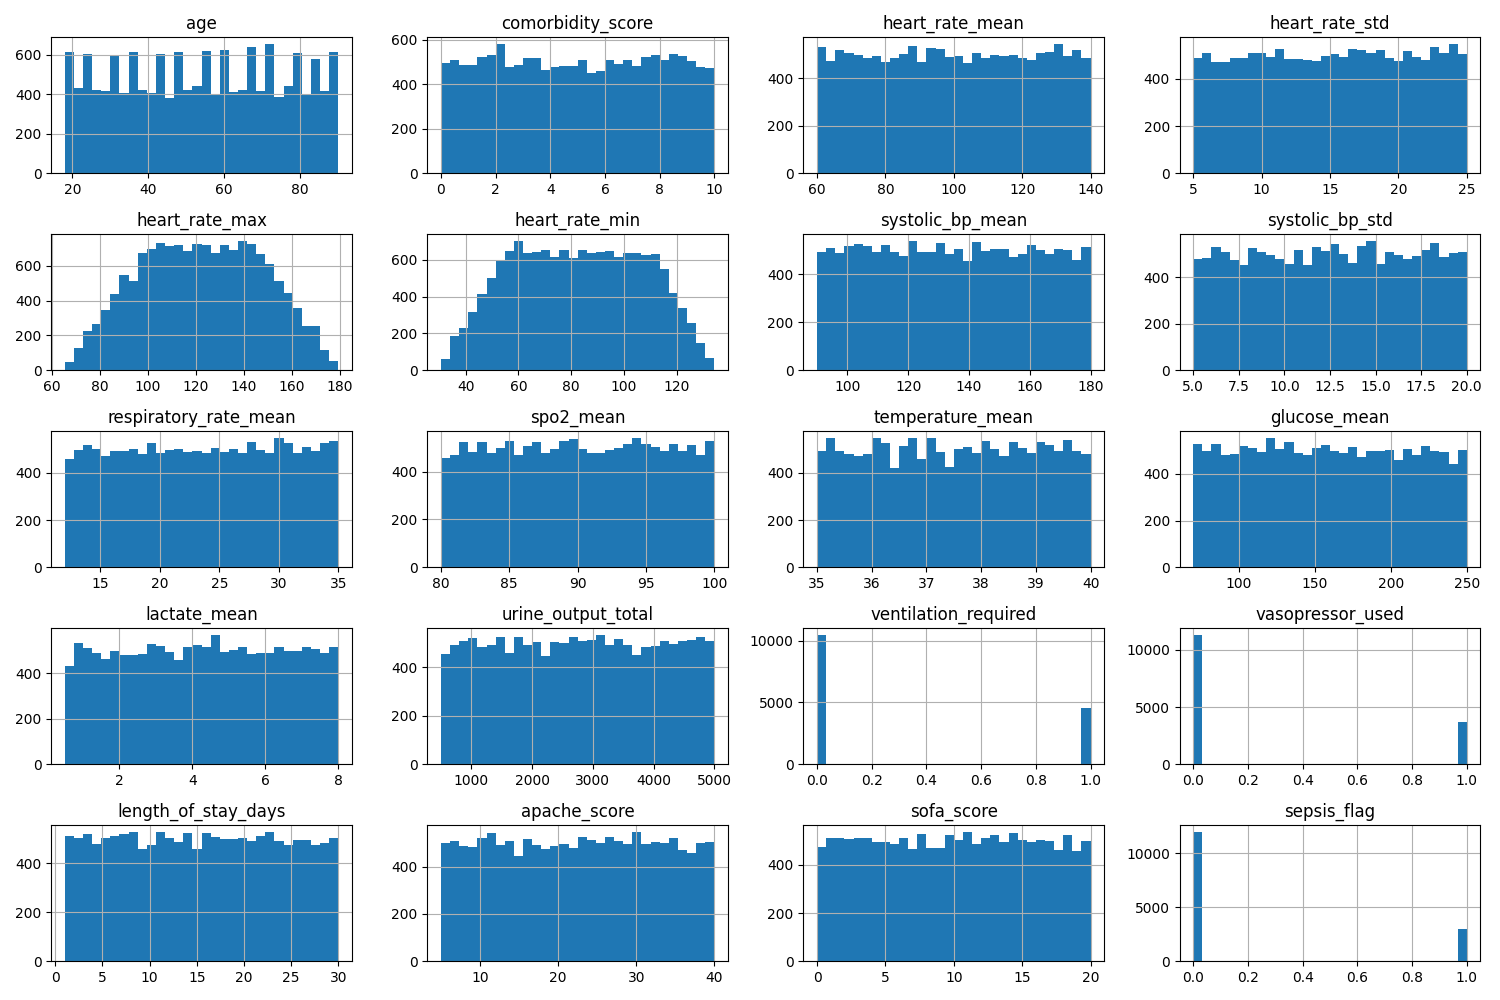 age comorbidity_score heart_rate_mean heart_rate_std
600 400 200 0
600 400 200 0
400 200 0
400 200 0
20 40 60 80
0 2 4 6 8 10
60 80 100 120 140
5 10 15 20 25
heart_rate_max heart_rate_min systolic_bp_mean systolic_bp_std
600 400 200 0
600 400 200 0
400 200 0
400 200 0
60 80 100 120 140 160 180
40 60 80 100 120
100 120 140 160 180
5.0 7.5 10.0 12.5 15.0 17.5 20.0
respiratory_rate_mean spo2_mean temperature_mean glucose_mean
400 200 0
400 200 0
400 200 0
400 200 0
15 20 25 30 35
80 85 90 95 100
35 36 37 38 39 40
100 150 200 250
lactate_mean urine_output_total ventilation_required vasopressor_used
400 200 0
400 200 0
10000 5000 0
10000 5000 0
2 4 6 8
1000 2000 3000 4000 5000
0.0 0.2 0.4 0.6 0.8 1.0
0.0 0.2 0.4 0.6 0.8 1.0
length_of_stay_days apache_score sofa_score sepsis_flag
400 200 0
400 200 0
400 200 0
10000 5000 0
0 5 10 15 20 25 30
10 20 30 40
0 5 10 15 20
0.0 0.2 0.4 0.6 0.8 1.0